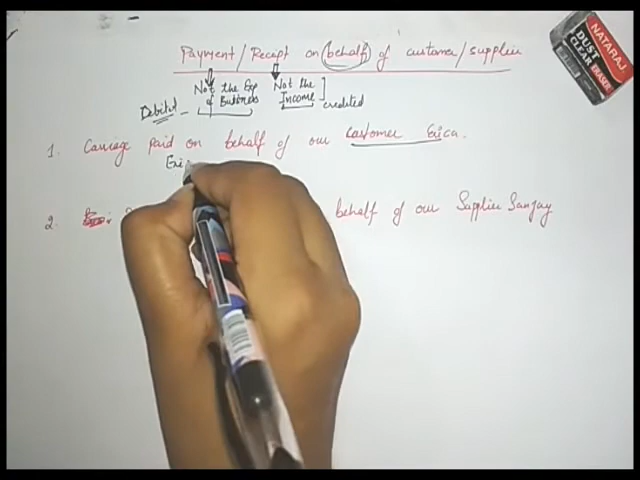 Payment/Receipt on behalf of customer/supplier
Not the Exp of Business
Not the Income
Debited
credited
1. Carriage paid on behalf of our customer Erica.
Eri
2. behalf of our Supplier Sanjay
NATARAJ
DUST CLEAR ERASER